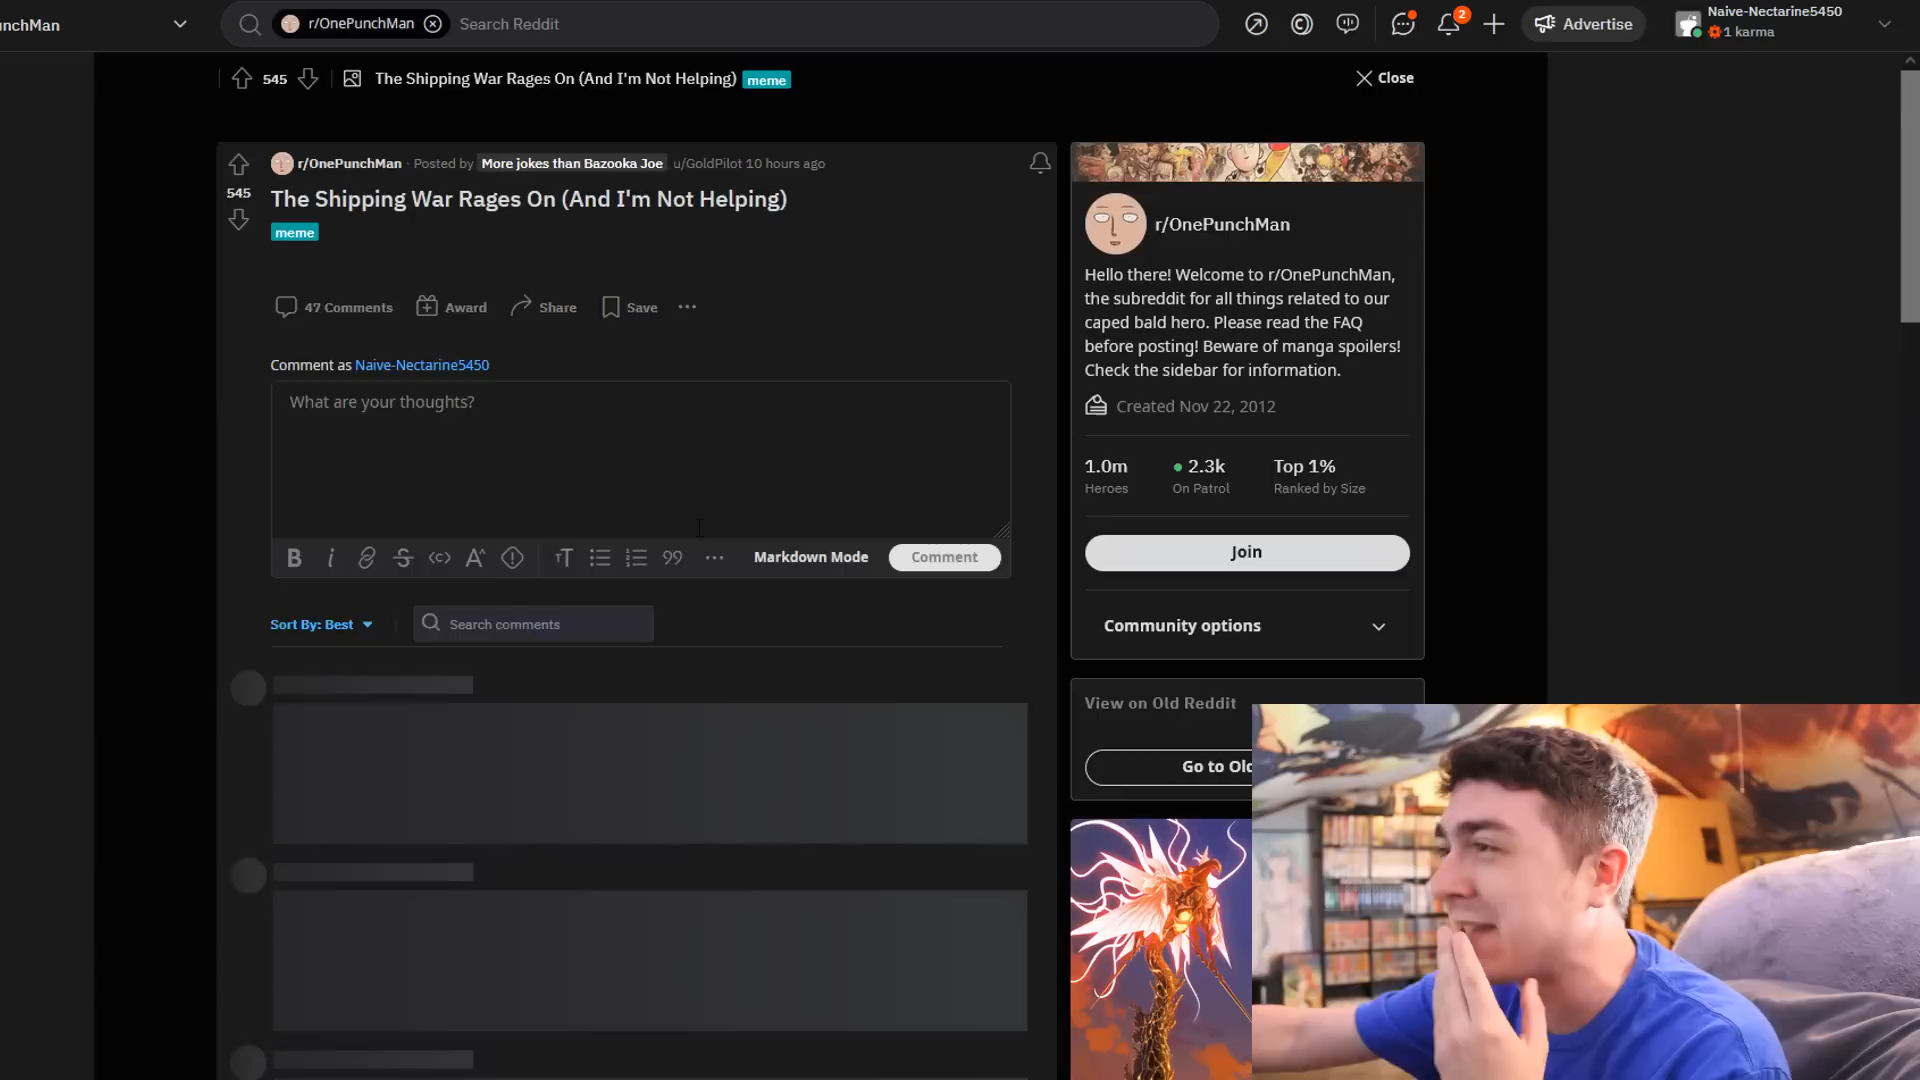 nchMan
r/OnePunchMan
Search Reddit
2
Advertise
Naive-Nectarine5450
1 karma
545
The Shipping War Rages On (And I'm Not Helping)
meme
Close
r/OnePunchMan · Posted by More jokes than Bazooka Joe u/GoldPilot 10 hours ago
545
The Shipping War Rages On (And I'm Not Helping)
meme
47 Comments
Award
Share
Save
Comment as Naive-Nectarine5450
What are your thoughts?
Markdown Mode
Comment
Sort By: Best
Search comments
r/OnePunchMan
Hello there! Welcome to r/OnePunchMan,
the subreddit for all things related to our
caped bald hero. Please read the FAQ
before posting! Beware of manga spoilers!
Check the sidebar for information.
Created Nov 22, 2012
1.0m
Heroes
2.3k
On Patrol
Top 1%
Ranked by Size
Join
Community options
View on Old Reddit
Go to Old